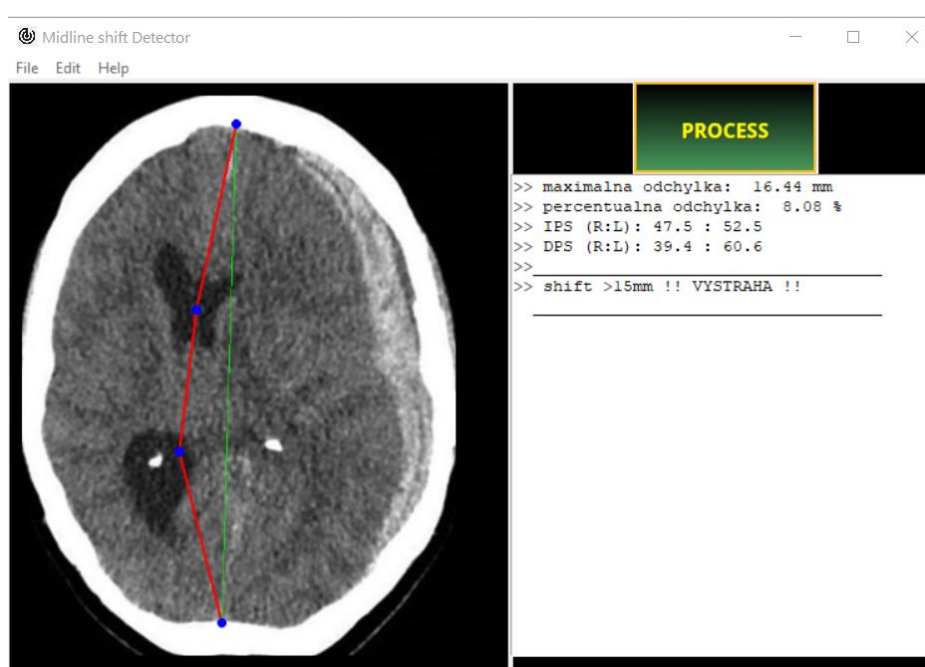 Midline shift Detector
File Edit Help
PROCESS
>> maximalna odchylka: 16.44 mm
>> percentualna odchylka: 8.08 %
>> IPS (R:L): 47.5 : 52.5
>> DPS (R:L): 39.4 : 60.6
>>
>> shift >15mm !! VYSTRAHA !!